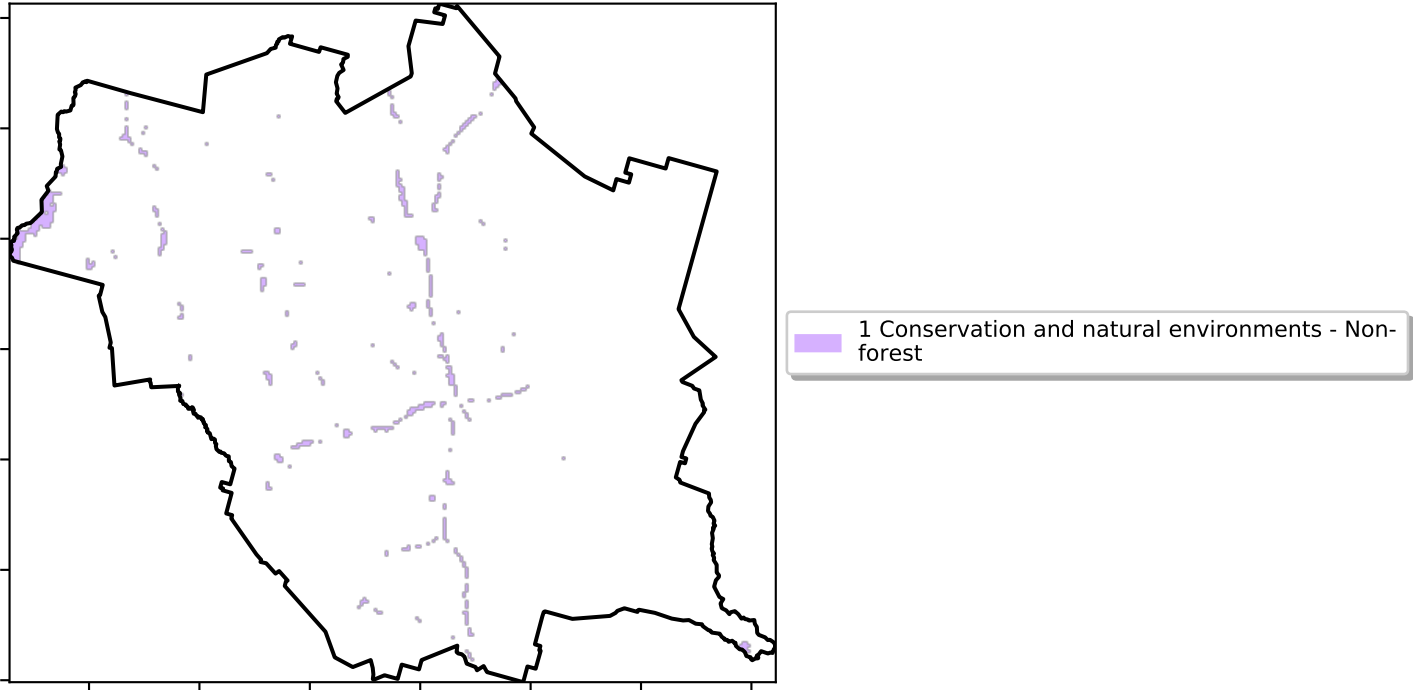 1 Conservation and natural environments - Non-
forest